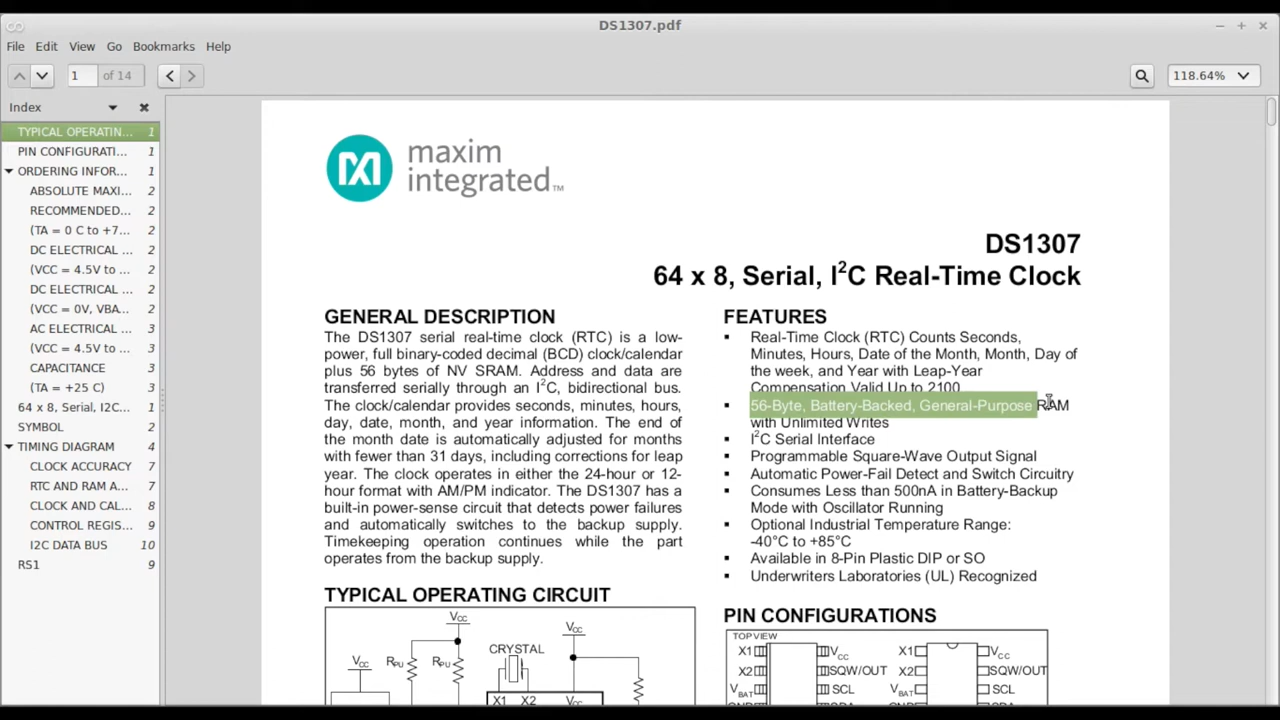 DS1307.pdf
File Edit View Go Bookmarks Help
1 of 14 118.64%
Index
TYPICAL OPERATIN... 1
PIN CONFIGURATI... 1
ORDERING INFOR... 1
ABSOLUTE MAXI... 2
RECOMMENDED... 2
(TA = 0 C to +7... 2
DC ELECTRICAL ... 2
(VCC = 4.5V to ... 2
DC ELECTRICAL ... 2
(VCC = 0V, VBA... 2
AC ELECTRICAL ... 3
(VCC = 4.5V to ... 3
CAPACITANCE 3
(TA = +25 C) 3
64 x 8, Serial, I2C... 1
SYMBOL 2
TIMING DIAGRAM 4
CLOCK ACCURACY 7
RTC AND RAM A... 7
CLOCK AND CAL... 8
CONTROL REGIS... 9
I2C DATA BUS 10
RS1 9
maxim
integrated™
DS1307
64 x 8, Serial, I²C Real-Time Clock
GENERAL DESCRIPTION
The DS1307 serial real-time clock (RTC) is a low-
power, full binary-coded decimal (BCD) clock/calendar
plus 56 bytes of NV SRAM. Address and data are
transferred serially through an I²C, bidirectional bus.
The clock/calendar provides seconds, minutes, hours,
day, date, month, and year information. The end of
the month date is automatically adjusted for months
with fewer than 31 days, including corrections for leap
year. The clock operates in either the 24-hour or 12-
hour format with AM/PM indicator. The DS1307 has a
built-in power-sense circuit that detects power failures
and automatically switches to the backup supply.
Timekeeping operation continues while the part
operates from the backup supply.
TYPICAL OPERATING CIRCUIT
VCC
VCC
CRYSTAL
VCC RPU RPU
X1 X2 VCC
FEATURES
▪ Real-Time Clock (RTC) Counts Seconds,
Minutes, Hours, Date of the Month, Month, Day of
the week, and Year with Leap-Year
Compensation Valid Up to 2100
▪ 56-Byte, Battery-Backed, General-Purpose RAM
with Unlimited Writes
▪ I²C Serial Interface
▪ Programmable Square-Wave Output Signal
▪ Automatic Power-Fail Detect and Switch Circuitry
▪ Consumes Less than 500nA in Battery-Backup
Mode with Oscillator Running
▪ Optional Industrial Temperature Range:
-40°C to +85°C
▪ Available in 8-Pin Plastic DIP or SO
▪ Underwriters Laboratories (UL) Recognized
PIN CONFIGURATIONS
TOP VIEW
X1 VCC X1 VCC
X2 SQW/OUT X2 SQW/OUT
VBAT SCL VBAT SCL
GND SDA GND SDA